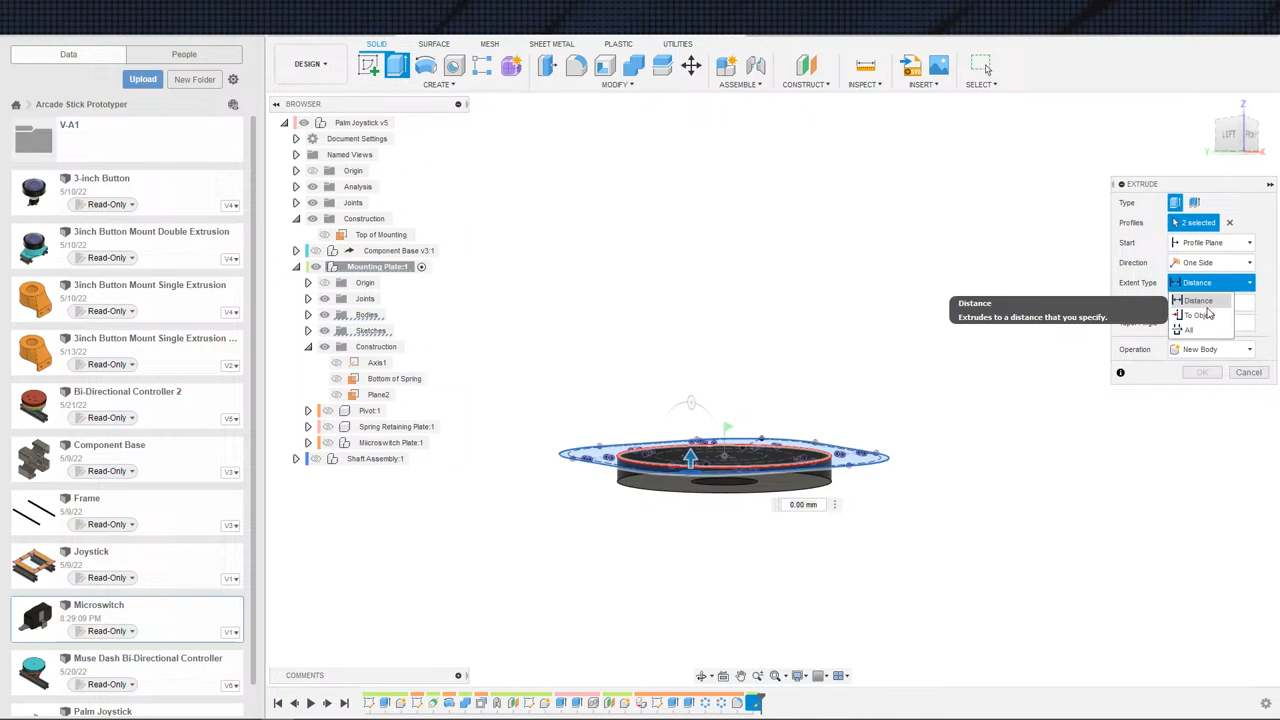 Data
People
Upload
New Folder
Arcade Stick Prototyper
V-A1
3-inch Button
5/10/22
Read-Only
V4
3inch Button Mount Double Extrusion
5/10/22
Read-Only
V4
3inch Button Mount Single Extrusion
5/10/22
Read-Only
V4
3inch Button Mount Single Extrusion ...
5/13/22
Read-Only
V2
Bi-Directional Controller 2
5/21/22
Read-Only
V5
Component Base
5/10/22
Read-Only
V3
Frame
5/9/22
Read-Only
V3
Joystick
5/9/22
Read-Only
V1
Microswitch
8:29:09 PM
Read-Only
V1
Muse Dash Bi-Directional Controller
5/20/22
Read-Only
V6
Palm Joystick
DESIGN
SOLID
SURFACE
MESH
SHEET METAL
PLASTIC
UTILITIES
CREATE
MODIFY
ASSEMBLE
CONSTRUCT
INSPECT
INSERT
SELECT
BROWSER
Palm Joystick v5
Document Settings
Named Views
Origin
Analysis
Joints
Construction
Top of Mounting
Component Base v3:1
Mounting Plate:1
Origin
Joints
Bodies
Sketches
Construction
Axis1
Bottom of Spring
Plane2
Pivot:1
Spring Retaining Plate:1
Miicroswitch Plate:1
Shaft Assembly:1
Z
LEFT
Y
X
EXTRUDE
Type
Profiles
2 selected
Start
Profile Plane
Direction
One Side
Extent Type
Distance
Distance
All
Operation
New Body
OK
Cancel
Distance
Extrudes to a distance that you specify.
0.00 mm
COMMENTS